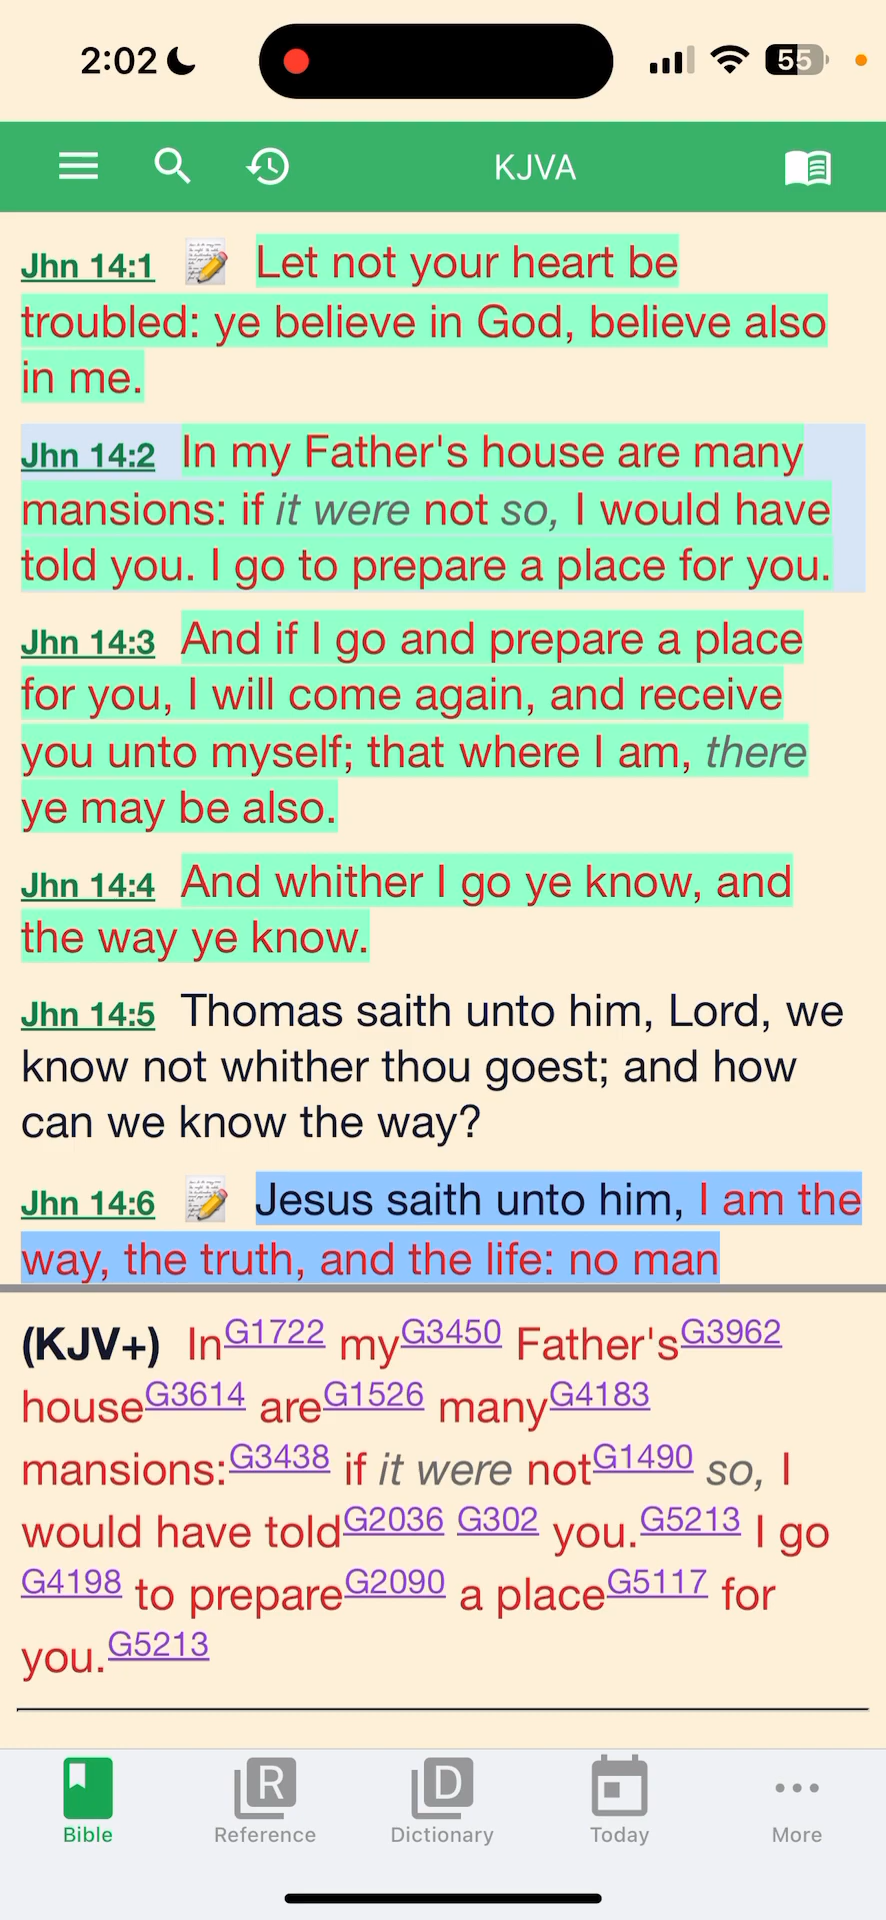 2:02
55
KJVA
Jhn 14:1 Let not your heart be
troubled: ye believe in God, believe also
in me.
Jhn 14:2 In my Father's house are many
mansions: if it were not so, I would have
told you. I go to prepare a place for you.
Jhn 14:3 And if I go and prepare a place
for you, I will come again, and receive
you unto myself; that where I am, there
ye may be also.
Jhn 14:4 And whither I go ye know, and
the way ye know.
Jhn 14:5 Thomas saith unto him, Lord, we
know not whither thou goest; and how
can we know the way?
Jhn 14:6 Jesus saith unto him, I am the
way, the truth, and the life: no man
(KJV+) InG1722 myG3450 Father'sG3962
houseG3614 areG1526 manyG4183
mansions:G3438 if it were notG1490 so, I
would have toldG2036 G302 you.G5213 I go
G4198 to prepareG2090 a placeG5117 for
you.G5213
R
D
Bible
Reference
Dictionary
Today
More